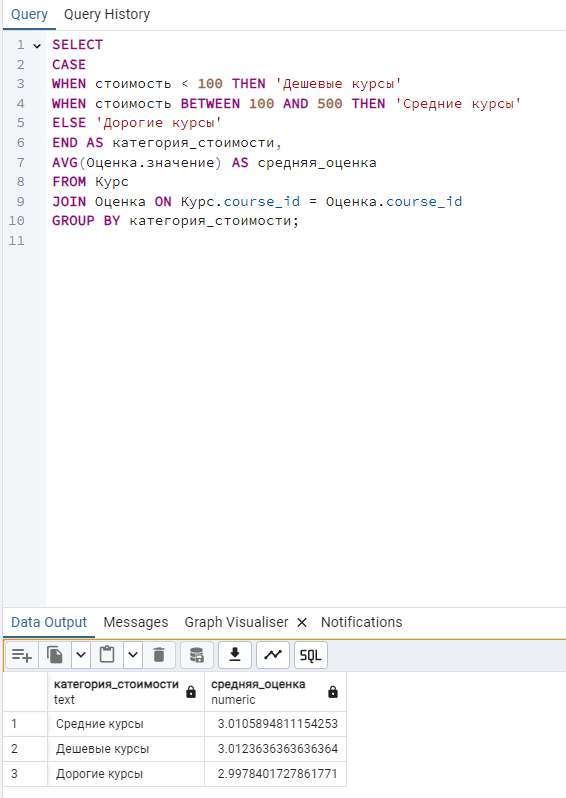 Query Query History
1 SELECT
2 CASE
3 WHEN стоимость < 100 THEN 'Дешевые курсы'
4 WHEN стоимость BETWEEN 100 AND 500 THEN 'Средние курсы'
5 ELSE 'Дорогие курсы'
6 END AS категория_стоимости,
7 AVG(Оценка.значение) AS средняя_оценка
8 FROM Курс
9 JOIN Оценка ON Курс.course_id = Оценка.course_id
10 GROUP BY категория_стоимости;
11
Data Output Messages Graph Visualiser Notifications
SQL
категория_стоимости средняя_оценка
text numeric
1 Средние курсы 3.0105894811154253
2 Дешевые курсы 3.0123636363636364
3 Дорогие курсы 2.9978401727861771